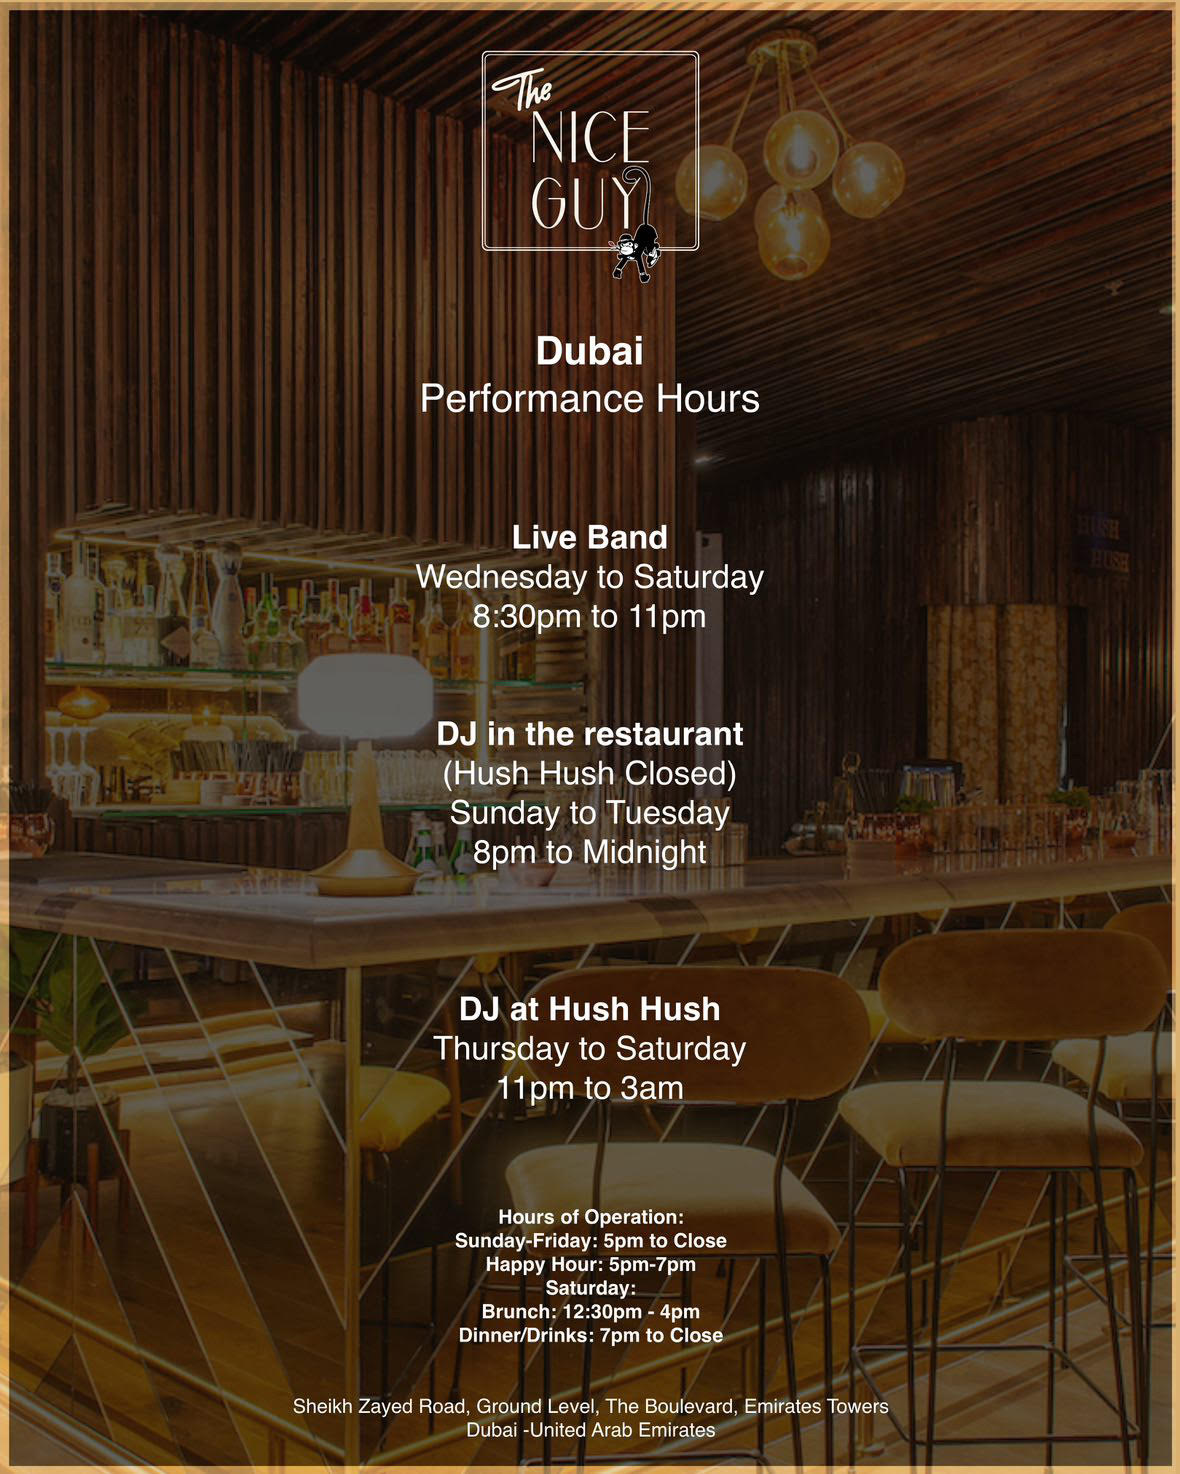 The
NICE
GUY
Dubai
Performance Hours
Live Band
Wednesday to Saturday
8:30pm to 11pm
DJ in the restaurant
(Hush Hush Closed)
Sunday to Tuesday
8pm to Midnight
DJ at Hush Hush
Thursday to Saturday
11pm to 3am
Hours of Operation:
Sunday-Friday: 5pm to Close
Happy Hour: 5pm-7pm
Saturday:
Brunch: 12:30pm - 4pm
Dinner/Drinks: 7pm to Close
Sheikh Zayed Road, Ground Level, The Boulevard, Emirates Towers
Dubai -United Arab Emirates
HUSH
HUSH